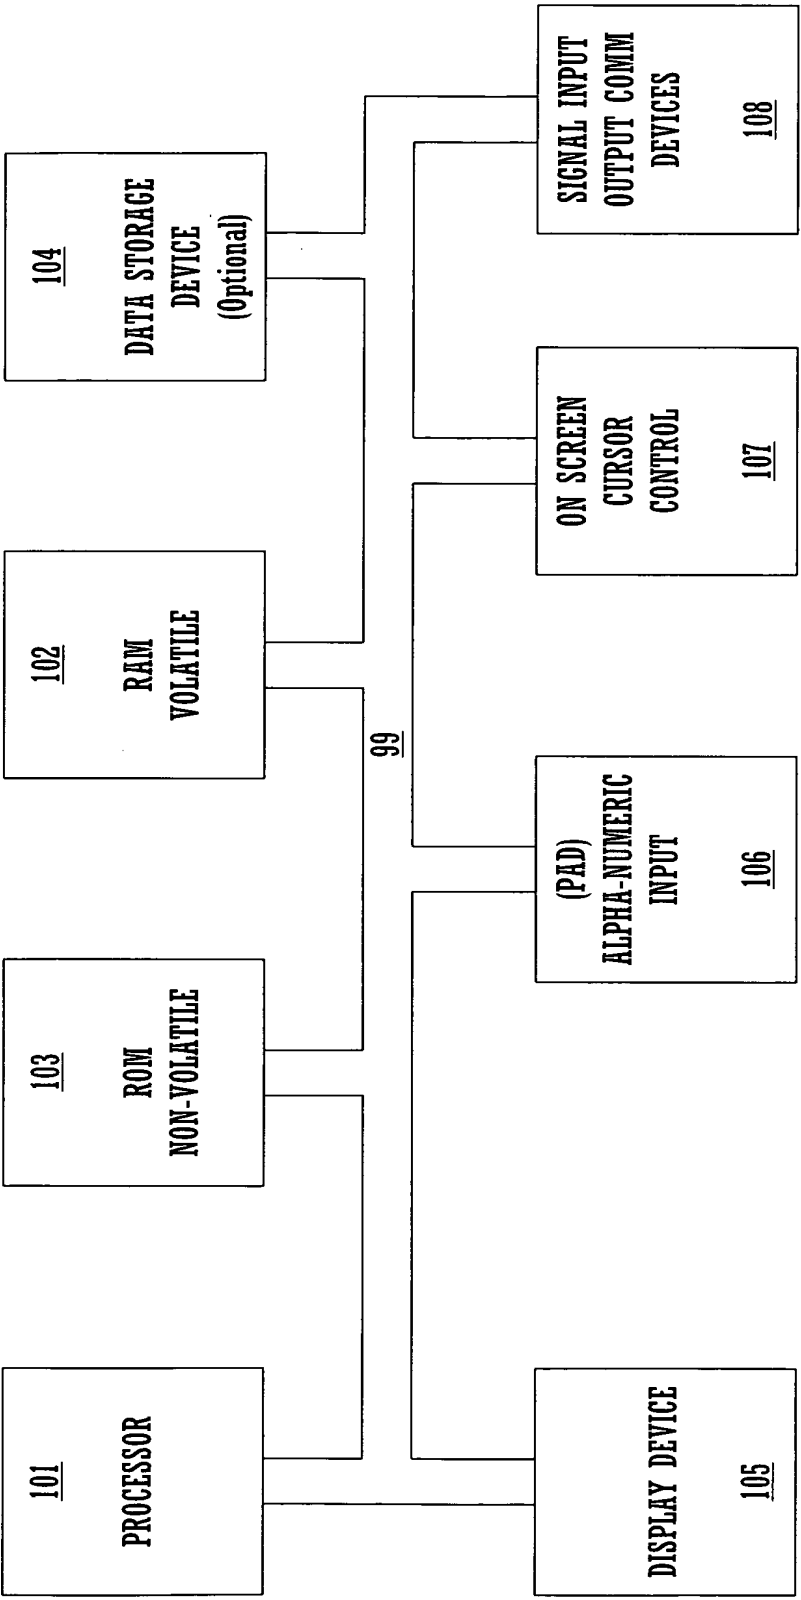 101
PROCESSOR
103
ROM
NON-VOLATILE
102
RAM
VOLATILE
104
DATA STORAGE
DEVICE
(Optional)
99
DISPLAY DEVICE
105
(PAD)
ALPHA-NUMERIC
INPUT
106
ON SCREEN
CURSOR
CONTROL
107
SIGNAL INPUT
OUTPUT COMM
DEVICES
108